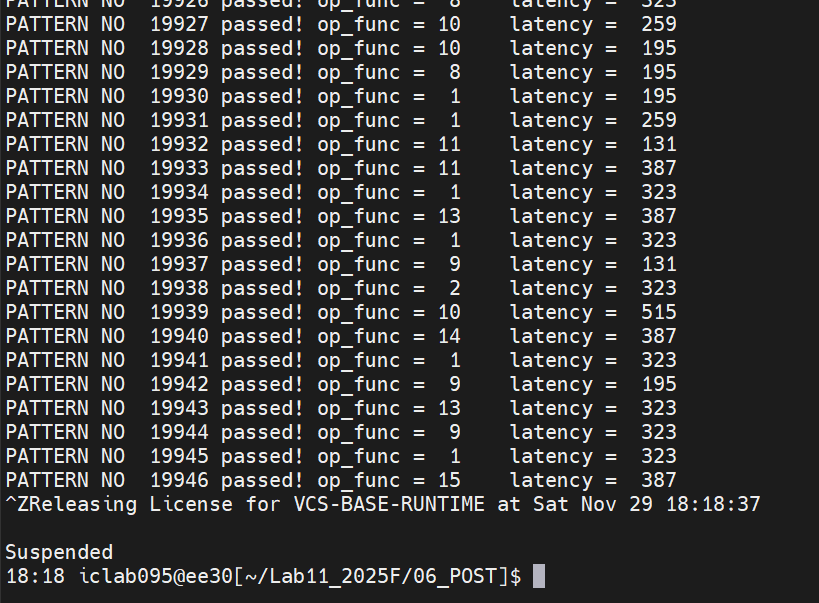 PATTERN NO  19926 passed! op_func =  8    latency =  323
PATTERN NO  19927 passed! op_func = 10    latency =  259
PATTERN NO  19928 passed! op_func = 10    latency =  195
PATTERN NO  19929 passed! op_func =  8    latency =  195
PATTERN NO  19930 passed! op_func =  1    latency =  195
PATTERN NO  19931 passed! op_func =  1    latency =  259
PATTERN NO  19932 passed! op_func = 11    latency =  131
PATTERN NO  19933 passed! op_func = 11    latency =  387
PATTERN NO  19934 passed! op_func =  1    latency =  323
PATTERN NO  19935 passed! op_func = 13    latency =  387
PATTERN NO  19936 passed! op_func =  1    latency =  323
PATTERN NO  19937 passed! op_func =  9    latency =  131
PATTERN NO  19938 passed! op_func =  2    latency =  323
PATTERN NO  19939 passed! op_func = 10    latency =  515
PATTERN NO  19940 passed! op_func = 14    latency =  387
PATTERN NO  19941 passed! op_func =  1    latency =  323
PATTERN NO  19942 passed! op_func =  9    latency =  195
PATTERN NO  19943 passed! op_func = 13    latency =  323
PATTERN NO  19944 passed! op_func =  9    latency =  323
PATTERN NO  19945 passed! op_func =  1    latency =  323
PATTERN NO  19946 passed! op_func = 15    latency =  387
^ZReleasing License for VCS-BASE-RUNTIME at Sat Nov 29 18:18:37
Suspended
18:18 iclab095@ee30[~/Lab11_2025F/06_POST]$